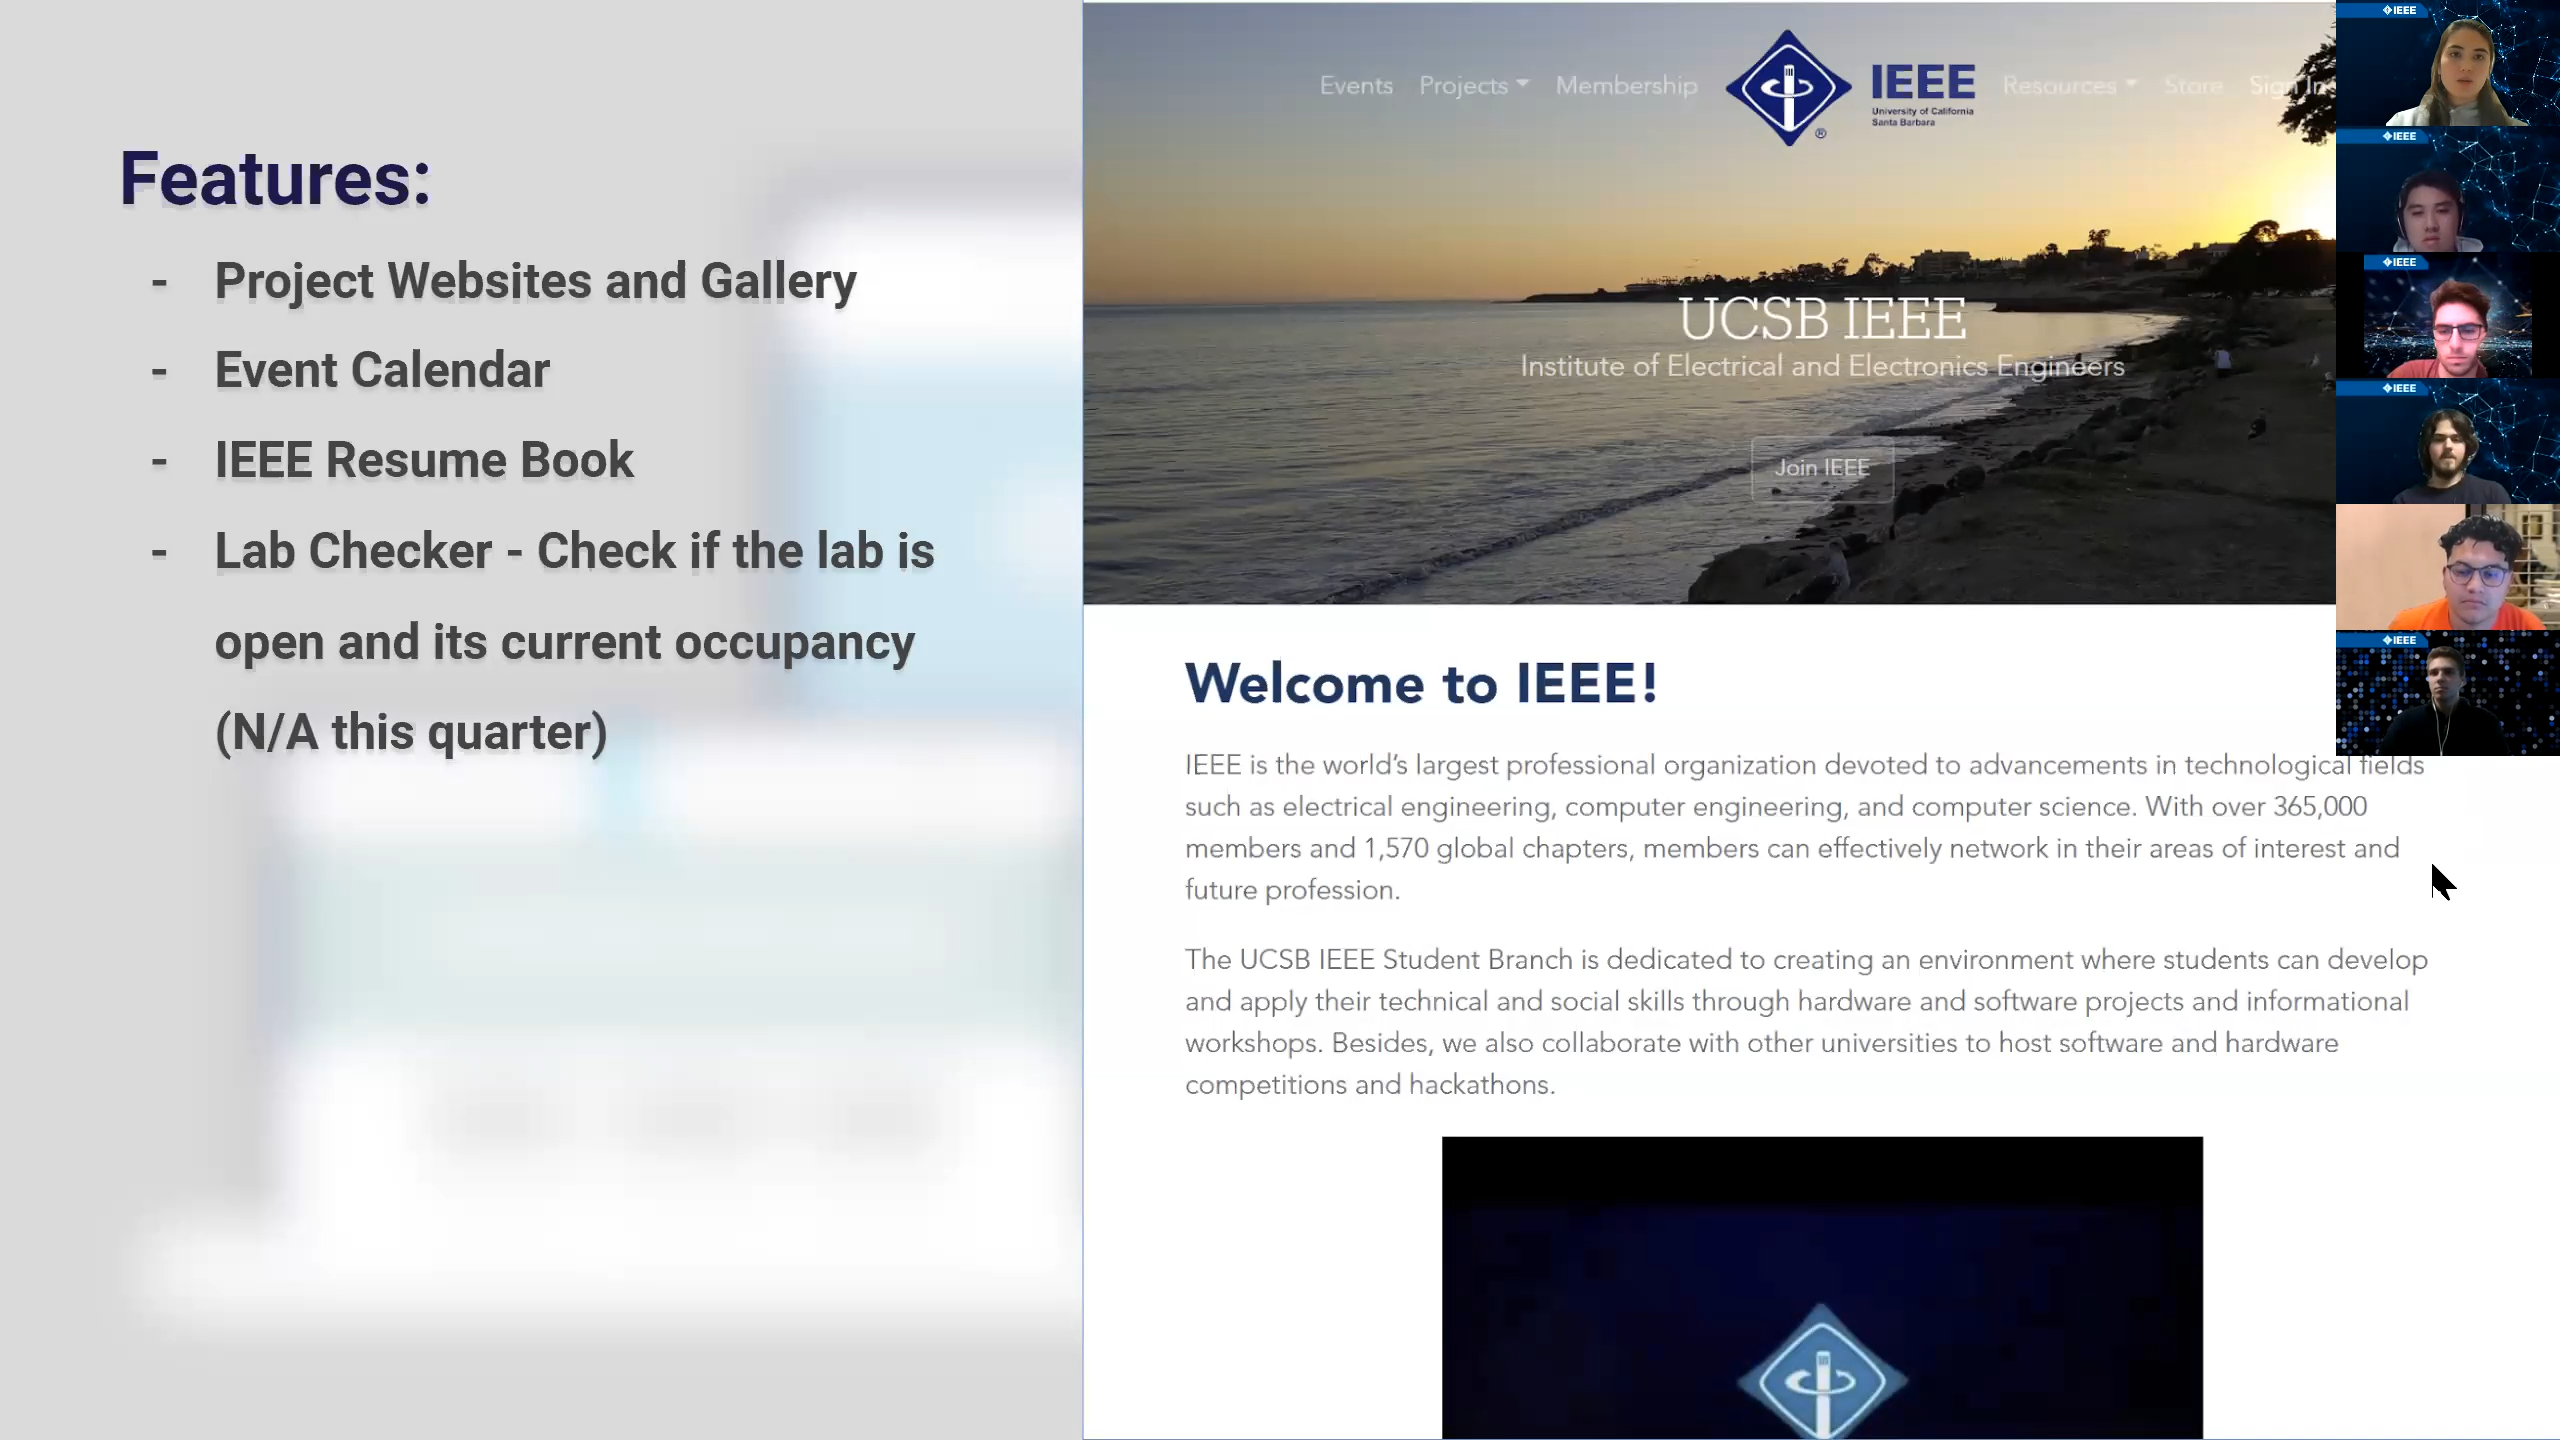 Features:
- Project Websites and Gallery
- Event Calendar
- IEEE Resume Book
- Lab Checker - Check if the lab is
open and its current occupancy
(N/A this quarter)
Events Projects Membership IEEE Resources Store Sign In
University of California
Santa Barbara
®
UCSB IEEE
Institute of Electrical and Electronics Engineers
Join IEEE
Welcome to IEEE!
IEEE is the world's largest professional organization devoted to advancements in technological fields
such as electrical engineering, computer engineering, and computer science. With over 365,000
members and 1,570 global chapters, members can effectively network in their areas of interest and
future profession.
The UCSB IEEE Student Branch is dedicated to creating an environment where students can develop
and apply their technical and social skills through hardware and software projects and informational
workshops. Besides, we also collaborate with other universities to host software and hardware
competitions and hackathons.
IEEE
IEEE
IEEE
IEEE
IEEE